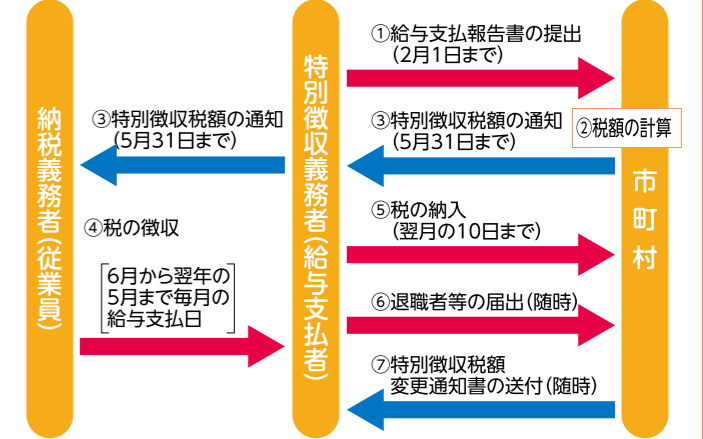 納税義務者(従業員)
特別徴収義務者(給与支払者)
市町村
①給与支払報告書の提出
(2月1日まで)
②税額の計算
③特別徴収税額の通知
(5月31日まで)
③特別徴収税額の通知
(5月31日まで)
④税の徴収
6月から翌年の
5月まで毎月の
給与支払日
⑤税の納入
(翌月の10日まで)
⑥退職者等の届出(随時)
⑦特別徴収税額
変更通知書の送付(随時)